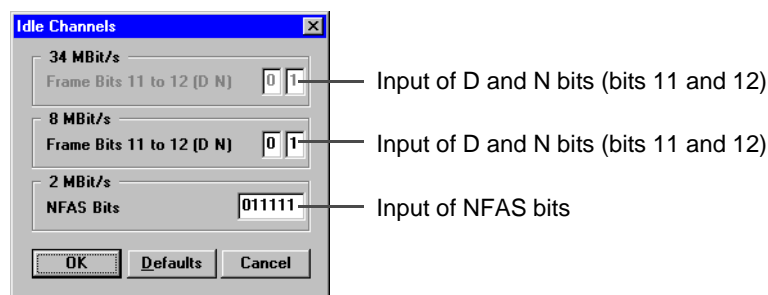 Idle Channels
34 MBit/s
Frame Bits 11 to 12 (D N) 0 1 Input of D and N bits (bits 11 and 12)
8 MBit/s
Frame Bits 11 to 12 (D N) 0 1 Input of D and N bits (bits 11 and 12)
2 MBit/s
NFAS Bits 011111 Input of NFAS bits
OK Defaults Cancel